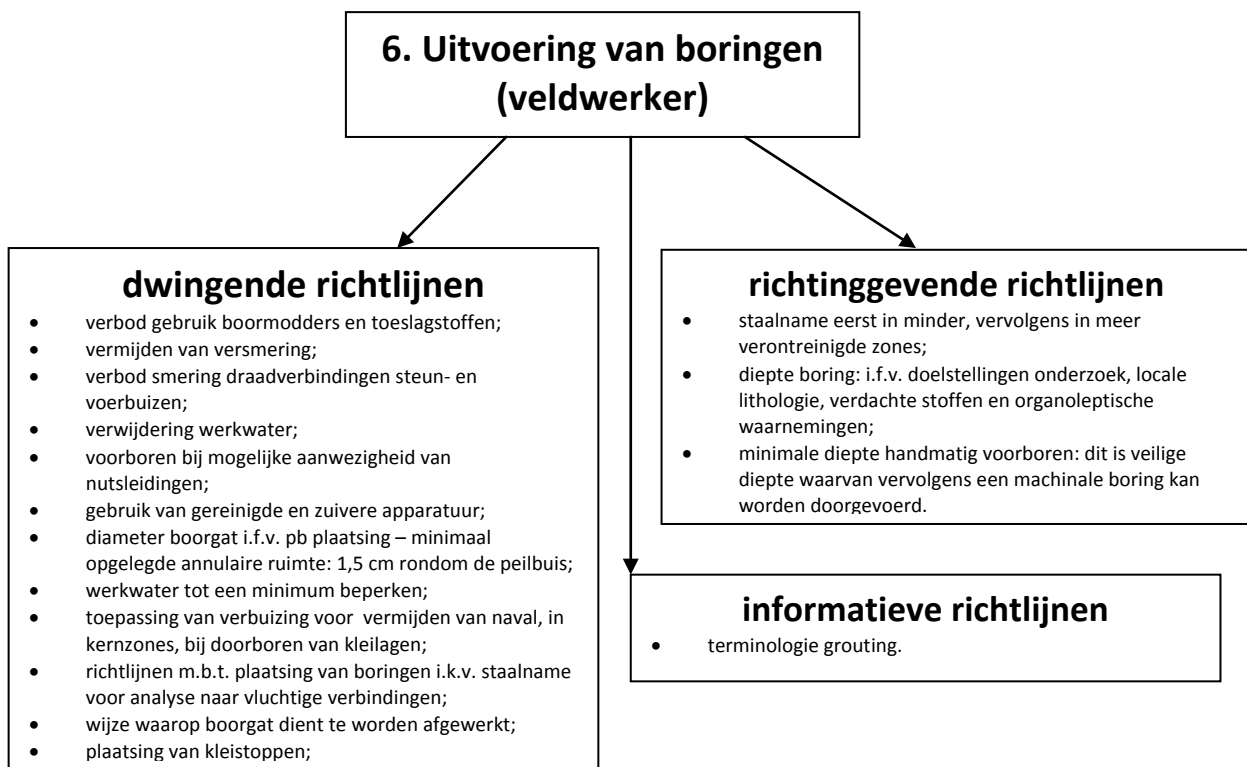 6. Uitvoering van boringen
(veldwerker)
dwingende richtlijnen
• verbod gebruik boormodders en toeslagstoffen;
• vermijden van versmering;
• verbod smering draadverbindingen steun- en
voerbuizen;
• verwijdering werkwater;
• voorboren bij mogelijke aanwezigheid van
nutsleidingen;
• gebruik van gereinigde en zuivere apparatuur;
• diameter boorgat i.f.v. pb plaatsing – minimaal
opgelegde annulaire ruimte: 1,5 cm rondom de peilbuis;
• werkwater tot een minimum beperken;
• toepassing van verbuizing voor vermijden van naval, in
kernzones, bij doorboren van kleilagen;
• richtlijnen m.b.t. plaatsing van boringen i.k.v. staalname
voor analyse naar vluchtige verbindingen;
• wijze waarop boorgat dient te worden afgewerkt;
• plaatsing van kleistoppen;
richtinggevende richtlijnen
• staalname eerst in minder, vervolgens in meer
verontreinigde zones;
• diepte boring: i.f.v. doelstellingen onderzoek, locale
lithologie, verdachte stoffen en organoleptische
waarnemingen;
• minimale diepte handmatig voorboren: dit is veilige
diepte waarvan vervolgens een machinale boring kan
worden doorgevoerd.
informatieve richtlijnen
• terminologie grouting.